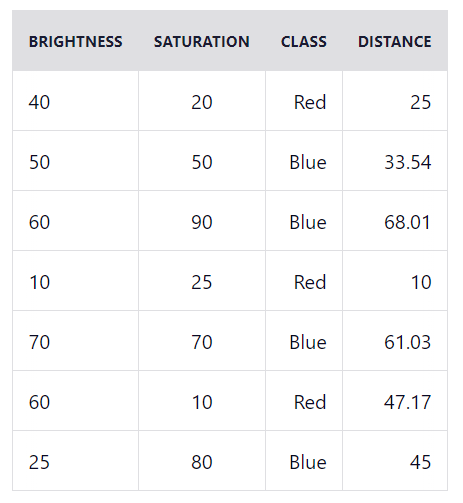 BRIGHTNESS SATURATION CLASS DISTANCE
40 20 Red 25
50 50 Blue 33.54
60 90 Blue 68.01
10 25 Red 10
70 70 Blue 61.03
60 10 Red 47.17
25 80 Blue 45